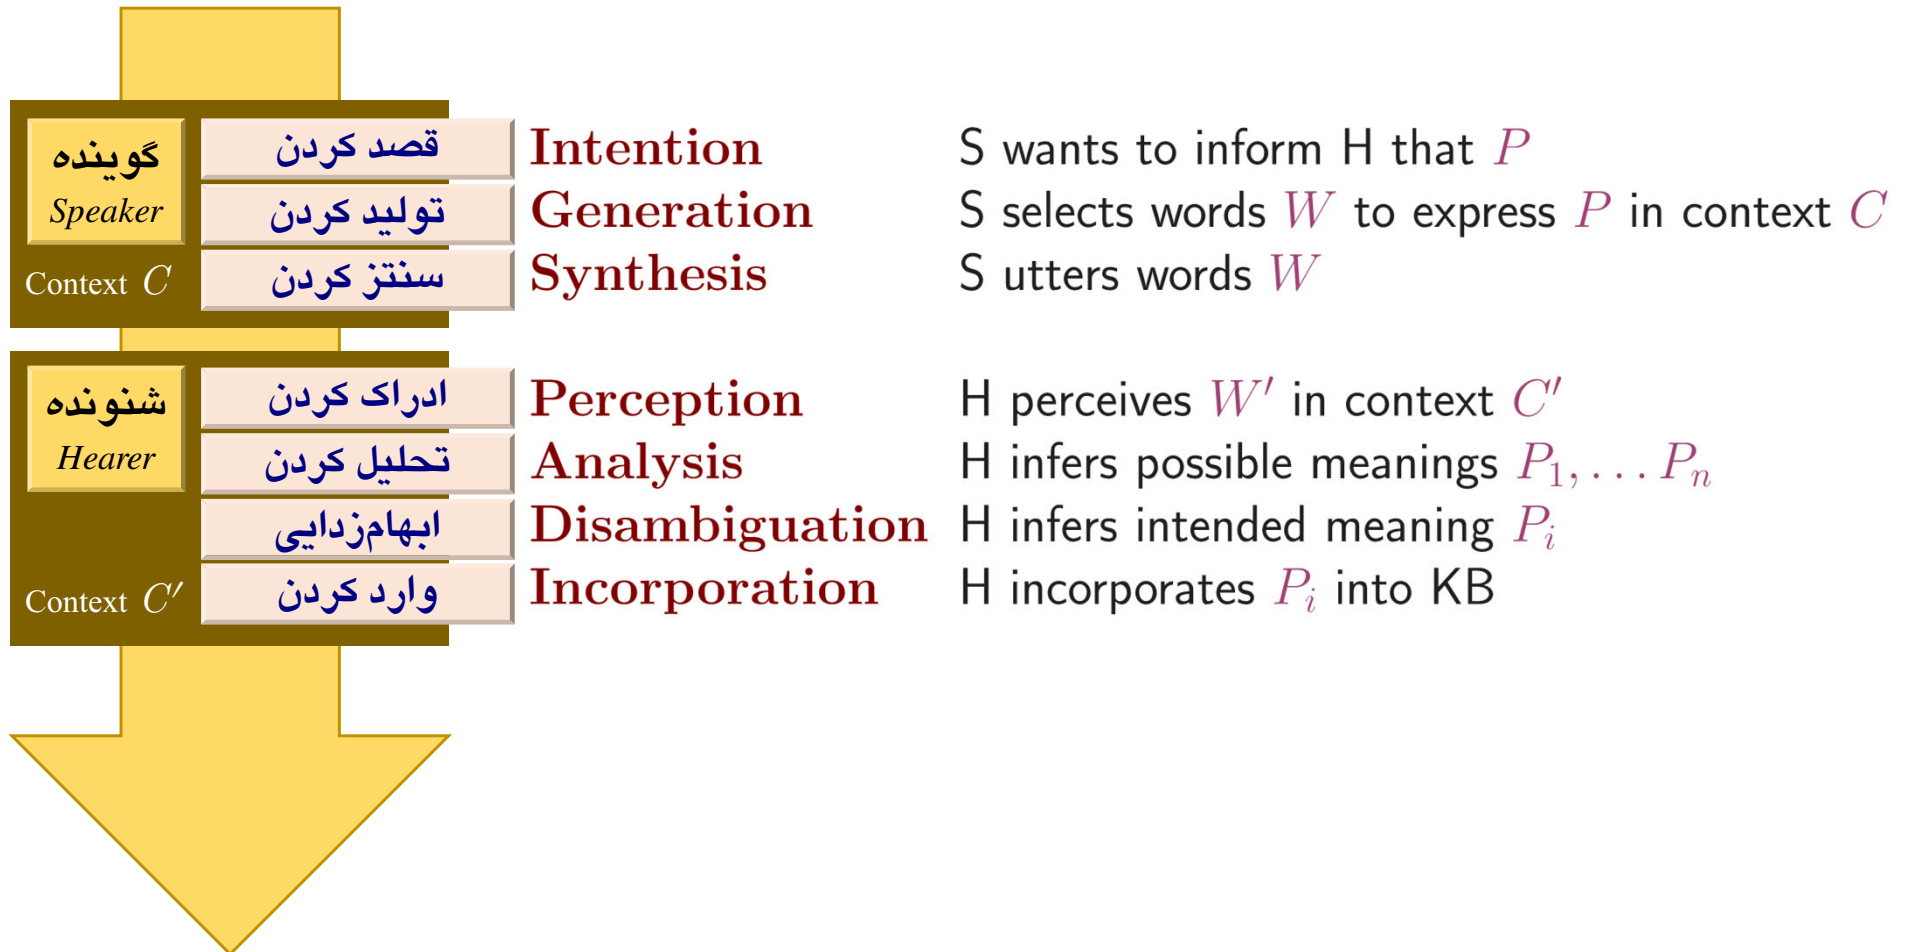 گوینده
Speaker
Context C
قصد کردن
Intention
S wants to inform H that P
تولید کردن
Generation
S selects words W to express P in context C
سنتز کردن
Synthesis
S utters words W
شنونده
Hearer
Context C′
ادراک کردن
Perception
H perceives W′ in context C′
تحلیل کردن
Analysis
H infers possible meanings P₁, … Pₙ
ابهام‌زدایی
Disambiguation
H infers intended meaning Pᵢ
وارد کردن
Incorporation
H incorporates Pᵢ into KB